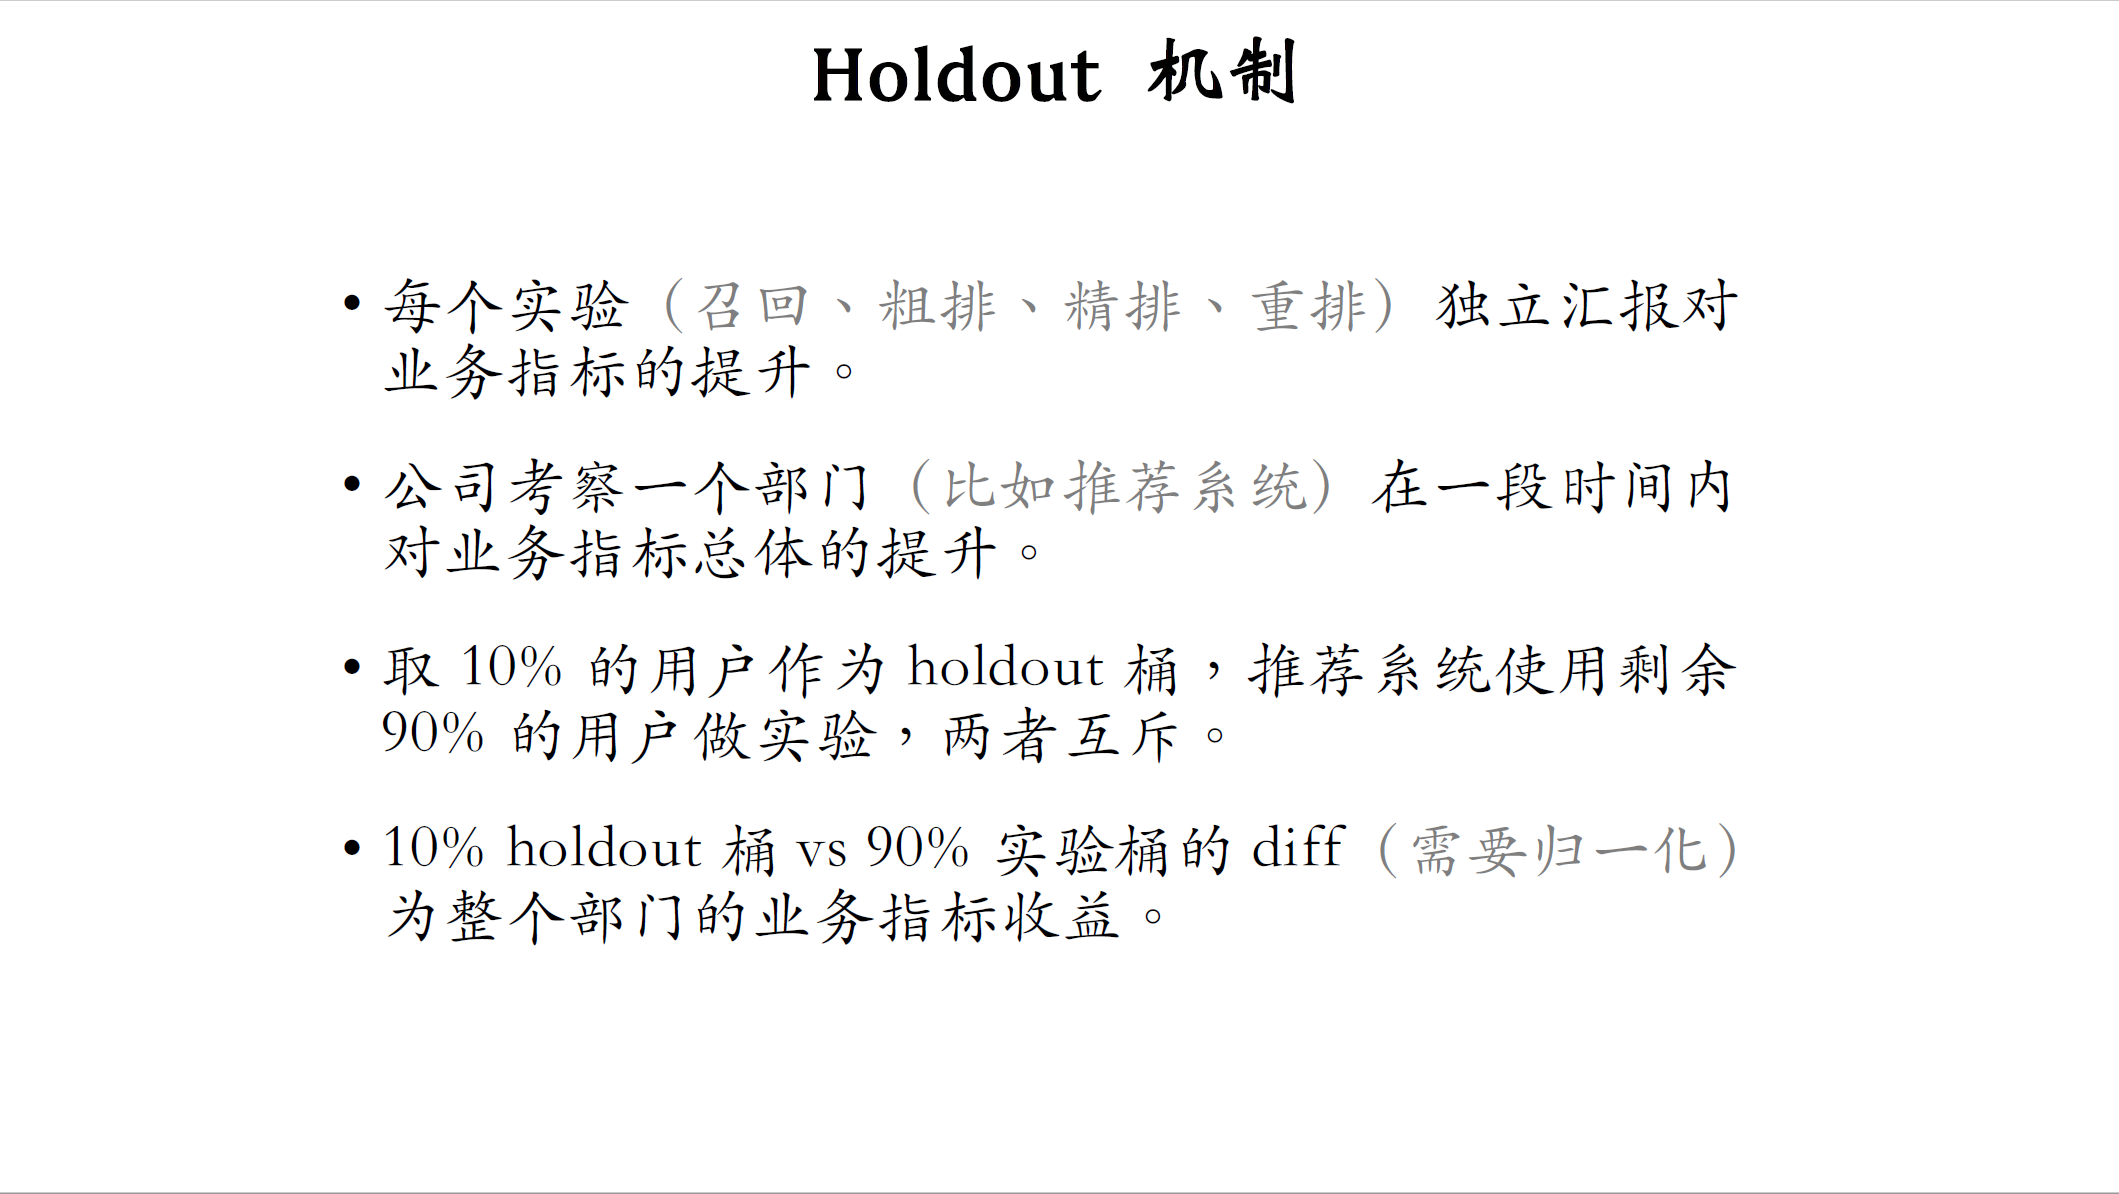 Holdout 机制
• 每个实验（召回、粗排、精排、重排）独立汇报对
业务指标的提升。
• 公司考察一个部门（比如推荐系统）在一段时间内
对业务指标总体的提升。
• 取 10% 的用户作为 holdout 桶，推荐系统使用剩余
90% 的用户做实验，两者互斥。
• 10% holdout 桶 vs 90% 实验桶的 diff（需要归一化）
为整个部门的业务指标收益。